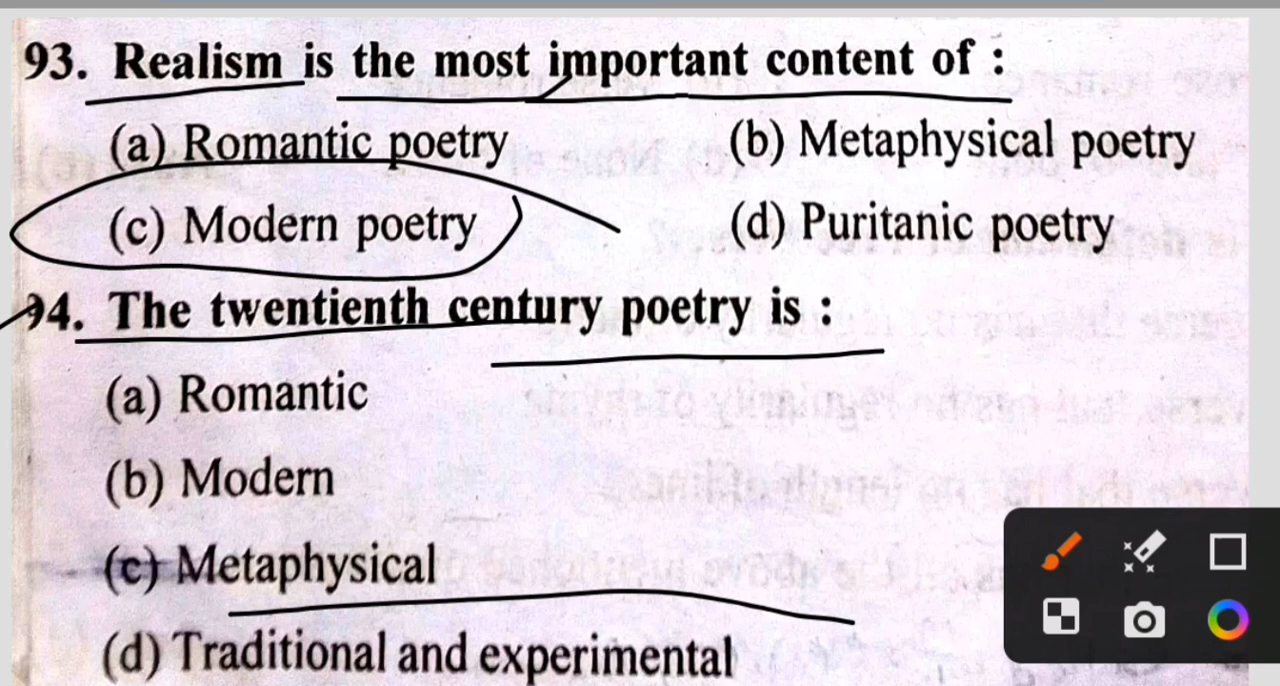 93. Realism is the most important content of :
(a) Romantic poetry (b) Metaphysical poetry
(c) Modern poetry (d) Puritanic poetry
94. The twentieth century poetry is :
(a) Romantic
(b) Modern
(c) Metaphysical
(d) Traditional and experimental